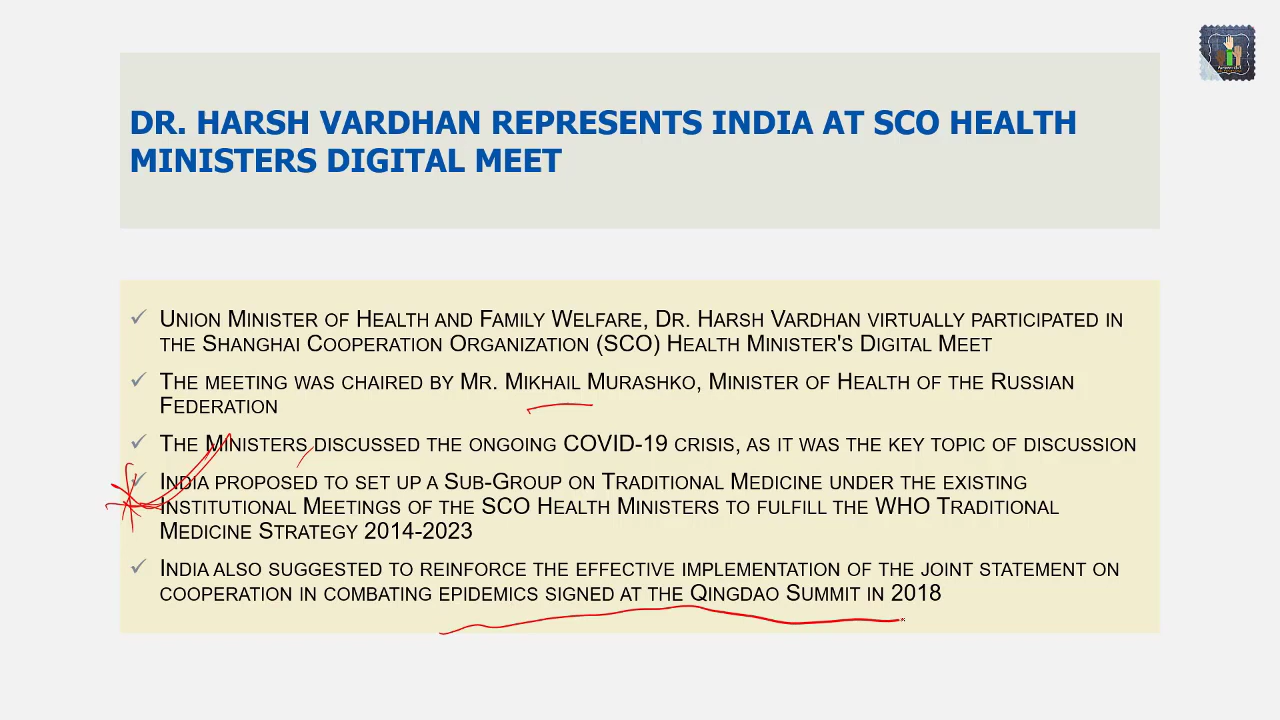 DR. HARSH VARDHAN REPRESENTS INDIA AT SCO HEALTH
MINISTERS DIGITAL MEET
✓ UNION MINISTER OF HEALTH AND FAMILY WELFARE, DR. HARSH VARDHAN VIRTUALLY PARTICIPATED IN
THE SHANGHAI COOPERATION ORGANIZATION (SCO) HEALTH MINISTER'S DIGITAL MEET
✓ THE MEETING WAS CHAIRED BY MR. MIKHAIL MURASHKO, MINISTER OF HEALTH OF THE RUSSIAN
FEDERATION
✓ THE MINISTERS DISCUSSED THE ONGOING COVID-19 CRISIS, AS IT WAS THE KEY TOPIC OF DISCUSSION
✓ INDIA PROPOSED TO SET UP A SUB-GROUP ON TRADITIONAL MEDICINE UNDER THE EXISTING
INSTITUTIONAL MEETINGS OF THE SCO HEALTH MINISTERS TO FULFILL THE WHO TRADITIONAL
MEDICINE STRATEGY 2014-2023
✓ INDIA ALSO SUGGESTED TO REINFORCE THE EFFECTIVE IMPLEMENTATION OF THE JOINT STATEMENT ON
COOPERATION IN COMBATING EPIDEMICS SIGNED AT THE QINGDAO SUMMIT IN 2018